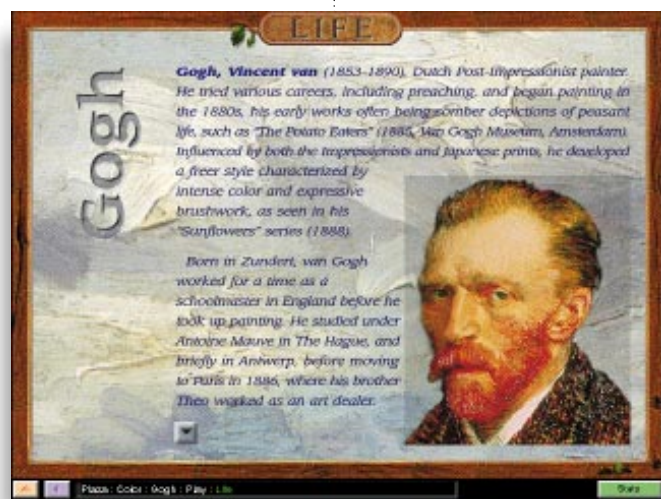 LIFE
Gogh
Gogh, Vincent van (1853-1890), Dutch Post-Impressionist painter.
He tried various careers, including preaching, and began painting in
the 1880s, his early works often being somber depictions of peasant
life, such as "The Potato Eaters" (1885, Van Gogh Museum, Amsterdam).
Influenced by both the Impressionists and Japanese prints, he developed
a freer style characterized by
intense color and expressive
brushwork, as seen in his
"Sunflowers" series (1888).
Born in Zundert, van Gogh
worked for a time as a
schoolmaster in England before he
took up painting. He studied under
Antoine Mauve in The Hague, and
briefly in Antwerp, before moving
to Paris in 1886, where his brother
Theo worked as an art dealer.
: Color : Gogh : Play : Life